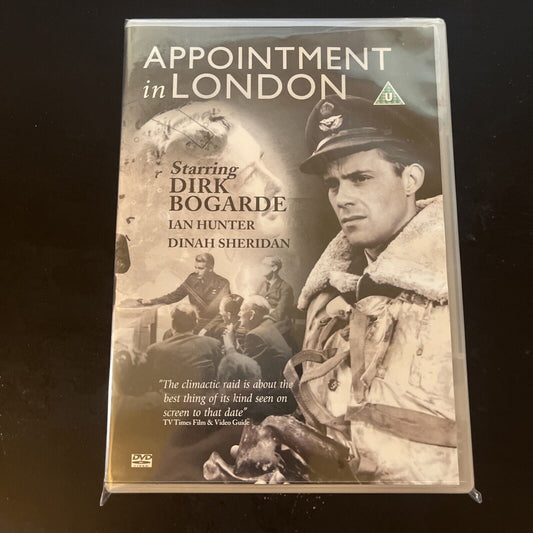 APPOINTMENT
in LONDON
U
Starring
DIRK
BOGARDE
IAN HUNTER
DINAH SHERIDAN
"The climactic raid is about the
best thing of its kind seen on
screen to that date"
TV Times Film & Video Guide
DVD
VIDEO